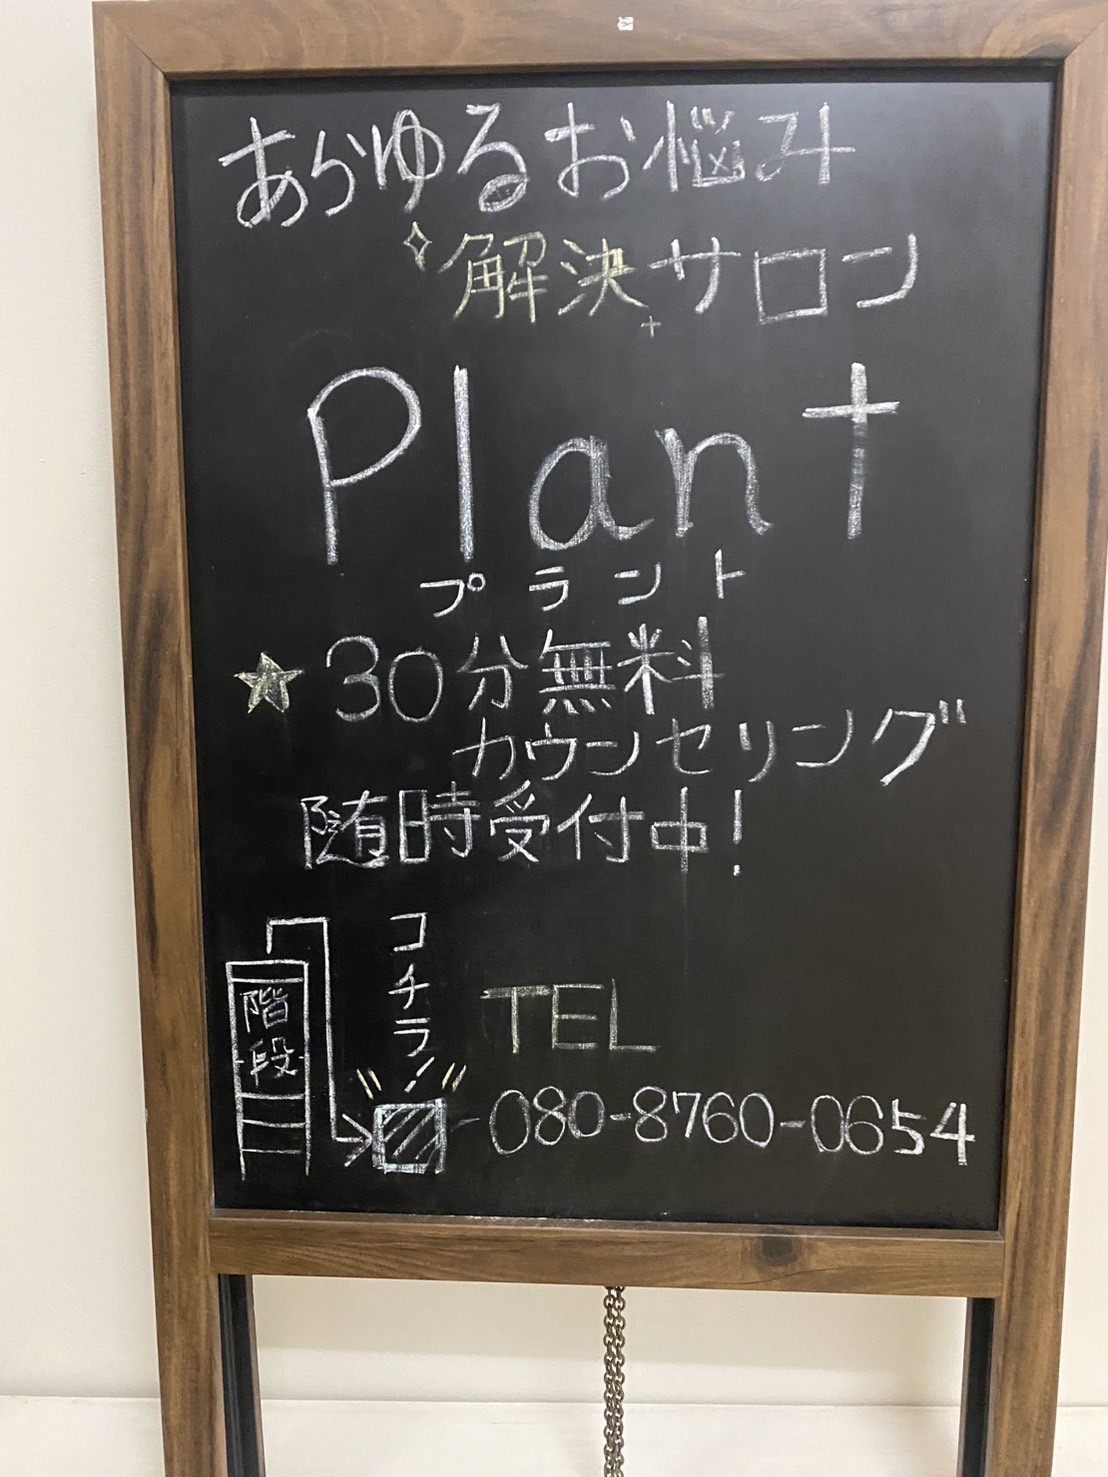 あらゆるお悩み
解決サロン
Plant
プラント
★30分無料
カウンセリング
随時受付中!
コチラ!
階段
TEL
080-8760-0654